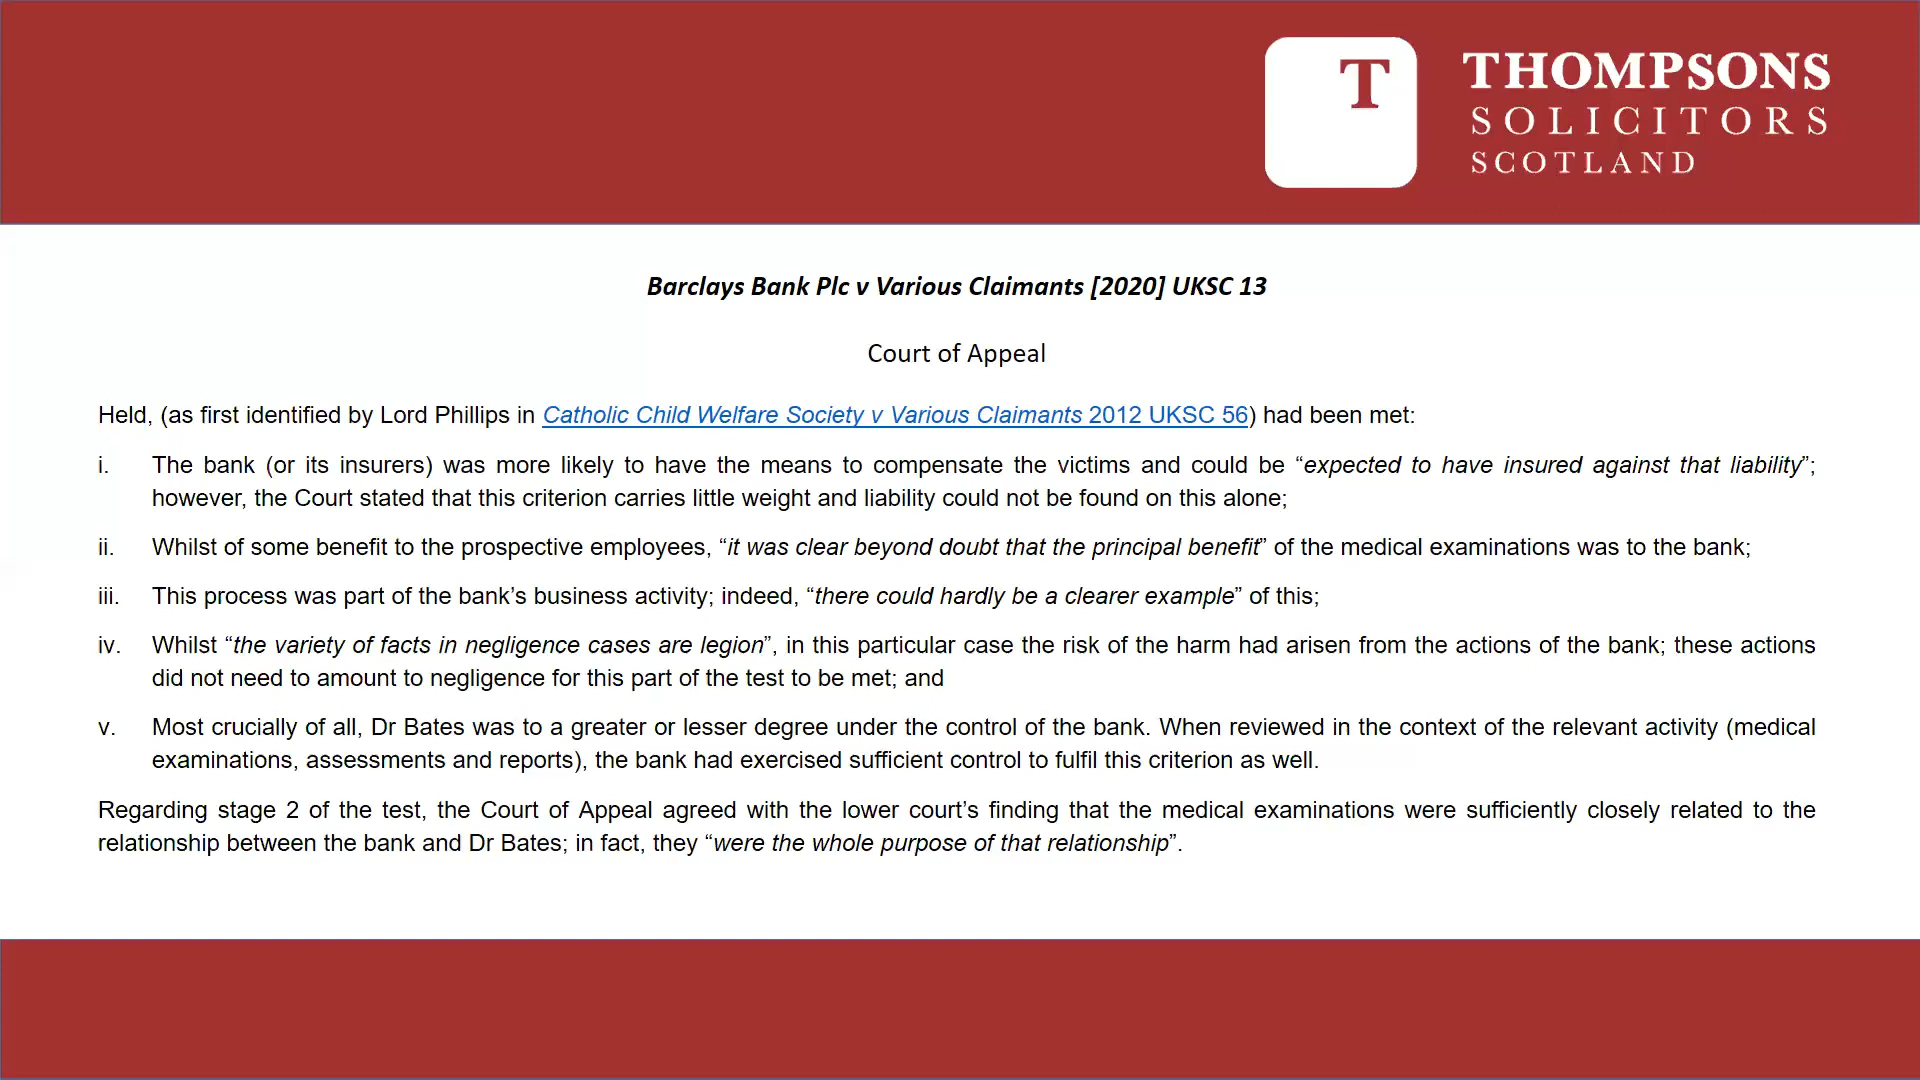 T
THOMPSONS
SOLICITORS
SCOTLAND
Barclays Bank Plc v Various Claimants [2020] UKSC 13
Court of Appeal
Held, (as first identified by Lord Phillips in Catholic Child Welfare Society v Various Claimants 2012 UKSC 56) had been met:
i. The bank (or its insurers) was more likely to have the means to compensate the victims and could be “expected to have insured against that liability”;
however, the Court stated that this criterion carries little weight and liability could not be found on this alone;
ii. Whilst of some benefit to the prospective employees, “it was clear beyond doubt that the principal benefit” of the medical examinations was to the bank;
iii. This process was part of the bank’s business activity; indeed, “there could hardly be a clearer example” of this;
iv. Whilst “the variety of facts in negligence cases are legion”, in this particular case the risk of the harm had arisen from the actions of the bank; these actions
did not need to amount to negligence for this part of the test to be met; and
v. Most crucially of all, Dr Bates was to a greater or lesser degree under the control of the bank. When reviewed in the context of the relevant activity (medical
examinations, assessments and reports), the bank had exercised sufficient control to fulfil this criterion as well.
Regarding stage 2 of the test, the Court of Appeal agreed with the lower court’s finding that the medical examinations were sufficiently closely related to the
relationship between the bank and Dr Bates; in fact, they “were the whole purpose of that relationship”.